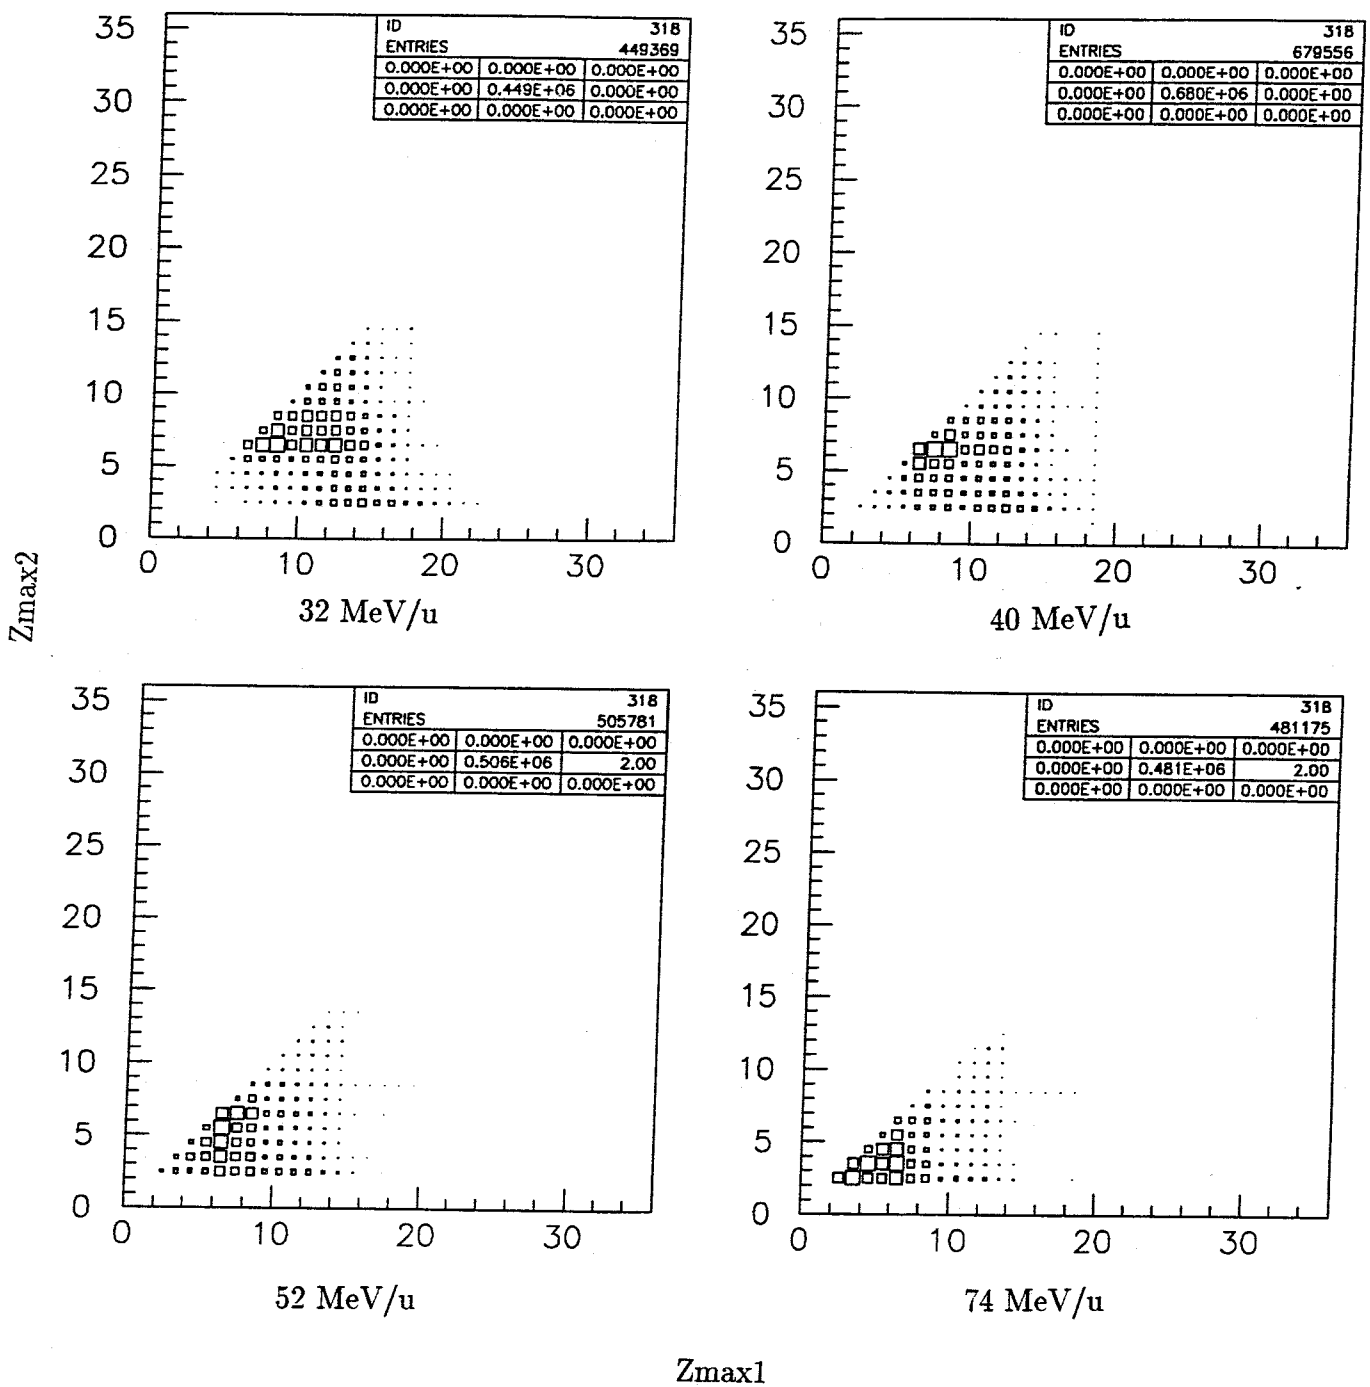 ID 318
ENTRIES 449369
0.000E+00 0.000E+00 0.000E+00
0.000E+00 0.449E+06 0.000E+00
0.000E+00 0.000E+00 0.000E+00
35
30
25
20
15
10
5
0
0 10 20 30
32 MeV/u
ID 318
ENTRIES 679556
0.000E+00 0.000E+00 0.000E+00
0.000E+00 0.680E+06 0.000E+00
0.000E+00 0.000E+00 0.000E+00
35
30
25
20
15
10
5
0
0 10 20 30
40 MeV/u
Zmax2
ID 318
ENTRIES 505781
0.000E+00 0.000E+00 0.000E+00
0.000E+00 0.506E+06 2.00
0.000E+00 0.000E+00 0.000E+00
35
30
25
20
15
10
5
0
0 10 20 30
52 MeV/u
ID 318
ENTRIES 481175
0.000E+00 0.000E+00 0.000E+00
0.000E+00 0.481E+06 2.00
0.000E+00 0.000E+00 0.000E+00
35
30
25
20
15
10
5
0
0 10 20 30
74 MeV/u
Zmax1